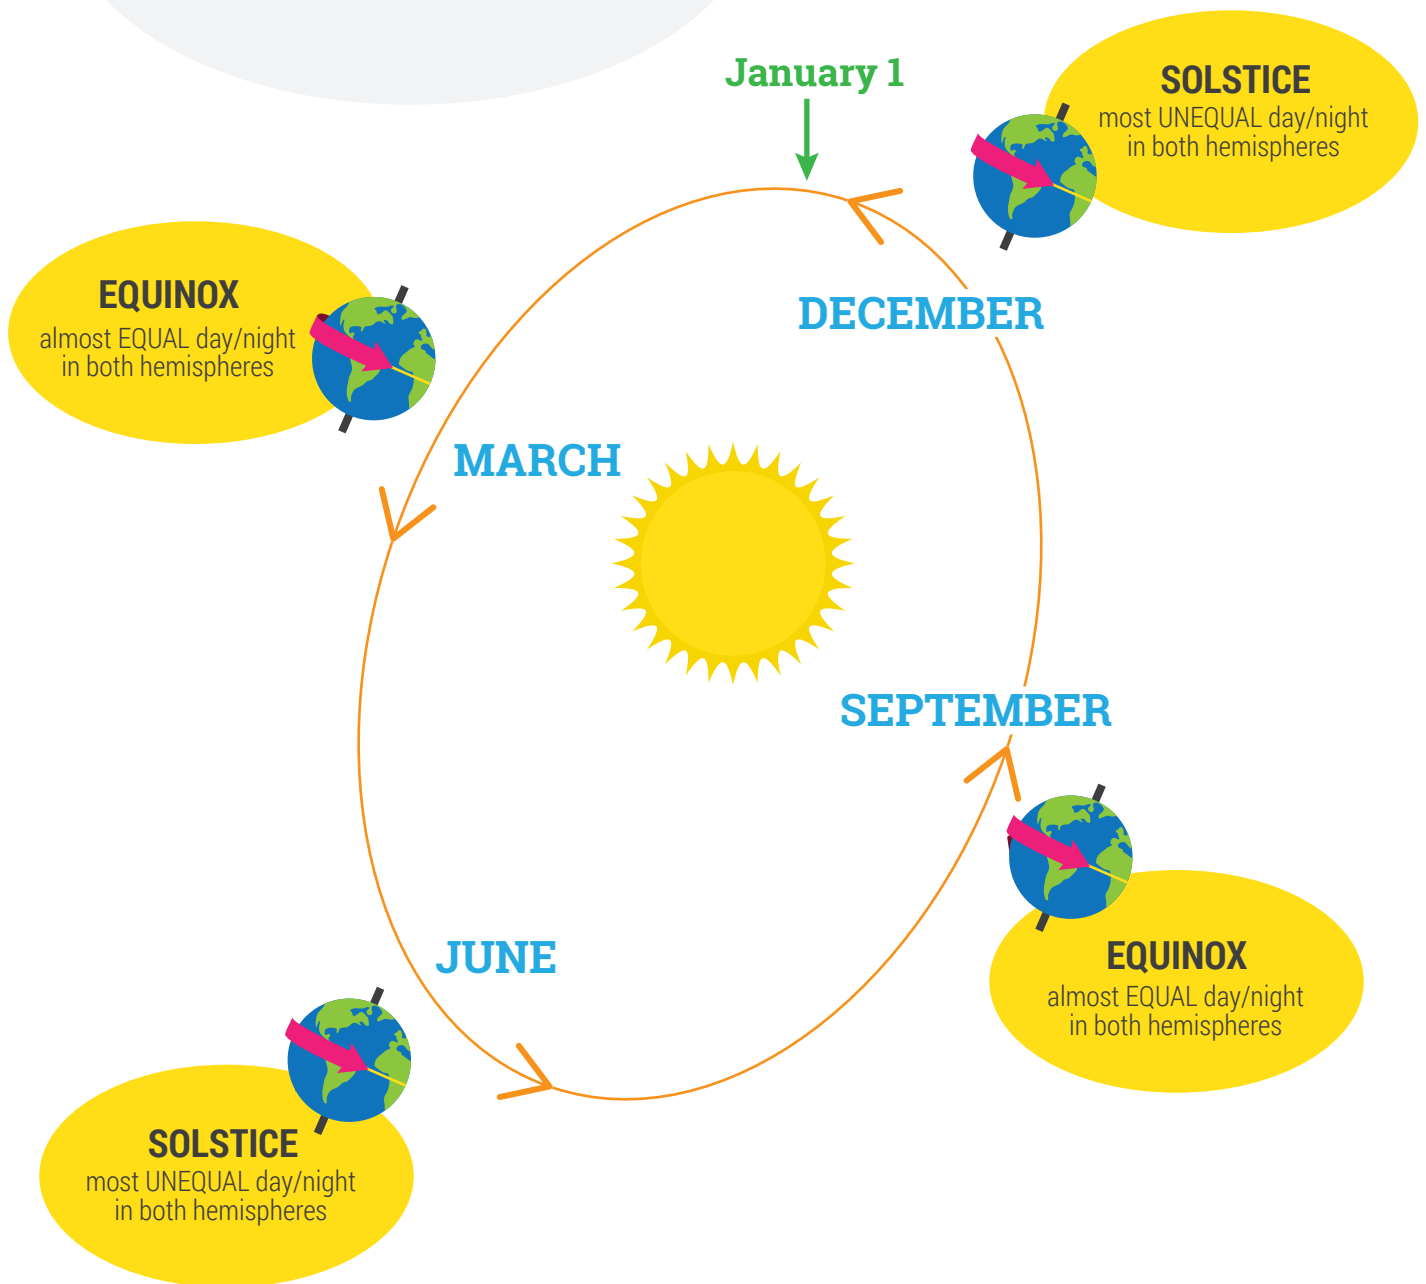 January 1
SOLSTICE
most UNEQUAL day/night
in both hemispheres
EQUINOX
almost EQUAL day/night
in both hemispheres
DECEMBER
MARCH
SEPTEMBER
JUNE
EQUINOX
almost EQUAL day/night
in both hemispheres
SOLSTICE
most UNEQUAL day/night
in both hemispheres